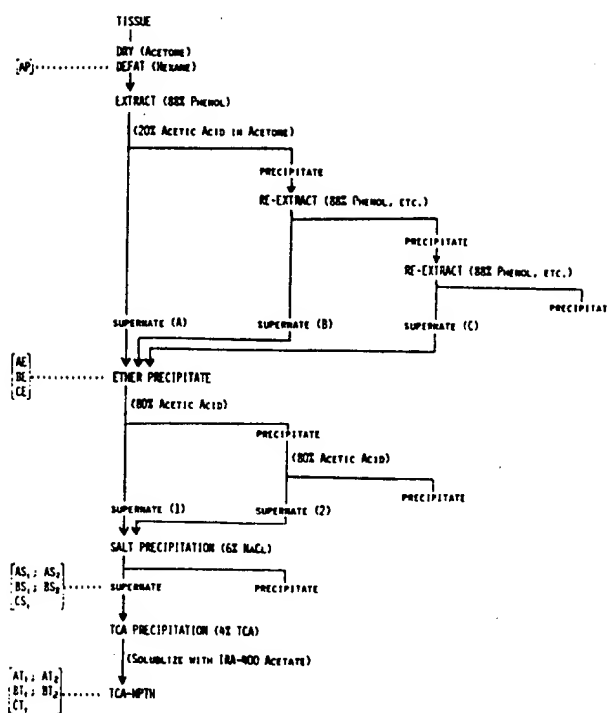 TISSUE
DRY (ACETONE)
[AP] DEFAT (HEXANE)
EXTRACT (88% PHENOL)
(20% ACETIC ACID IN ACETONE)
PRECIPITATE
RE-EXTRACT (88% PHENOL, ETC.)
PRECIPITATE
RE-EXTRACT (88% PHENOL, ETC.)
PRECIPITAT
SUPERNATE (A) SUPERNATE (B) SUPERNATE (C)
AE
BE
CE
ETHER PRECIPITATE
(80% ACETIC ACID)
PRECIPITATE
(80% ACETIC ACID)
PRECIPITATE
SUPERNATE (1) SUPERNATE (2)
SALT PRECIPITATION (6% NACL)
AS₁; AS₂
BS₁; BS₂
CS₁
SUPERNATE PRECIPITATE
TCA PRECIPITATION (4% TCA)
(SOLUBLIZE WITH IRA-400 ACETATE)
AT₁; AT₂
BT₁; BT₂
CT₁
TCA-HPTH